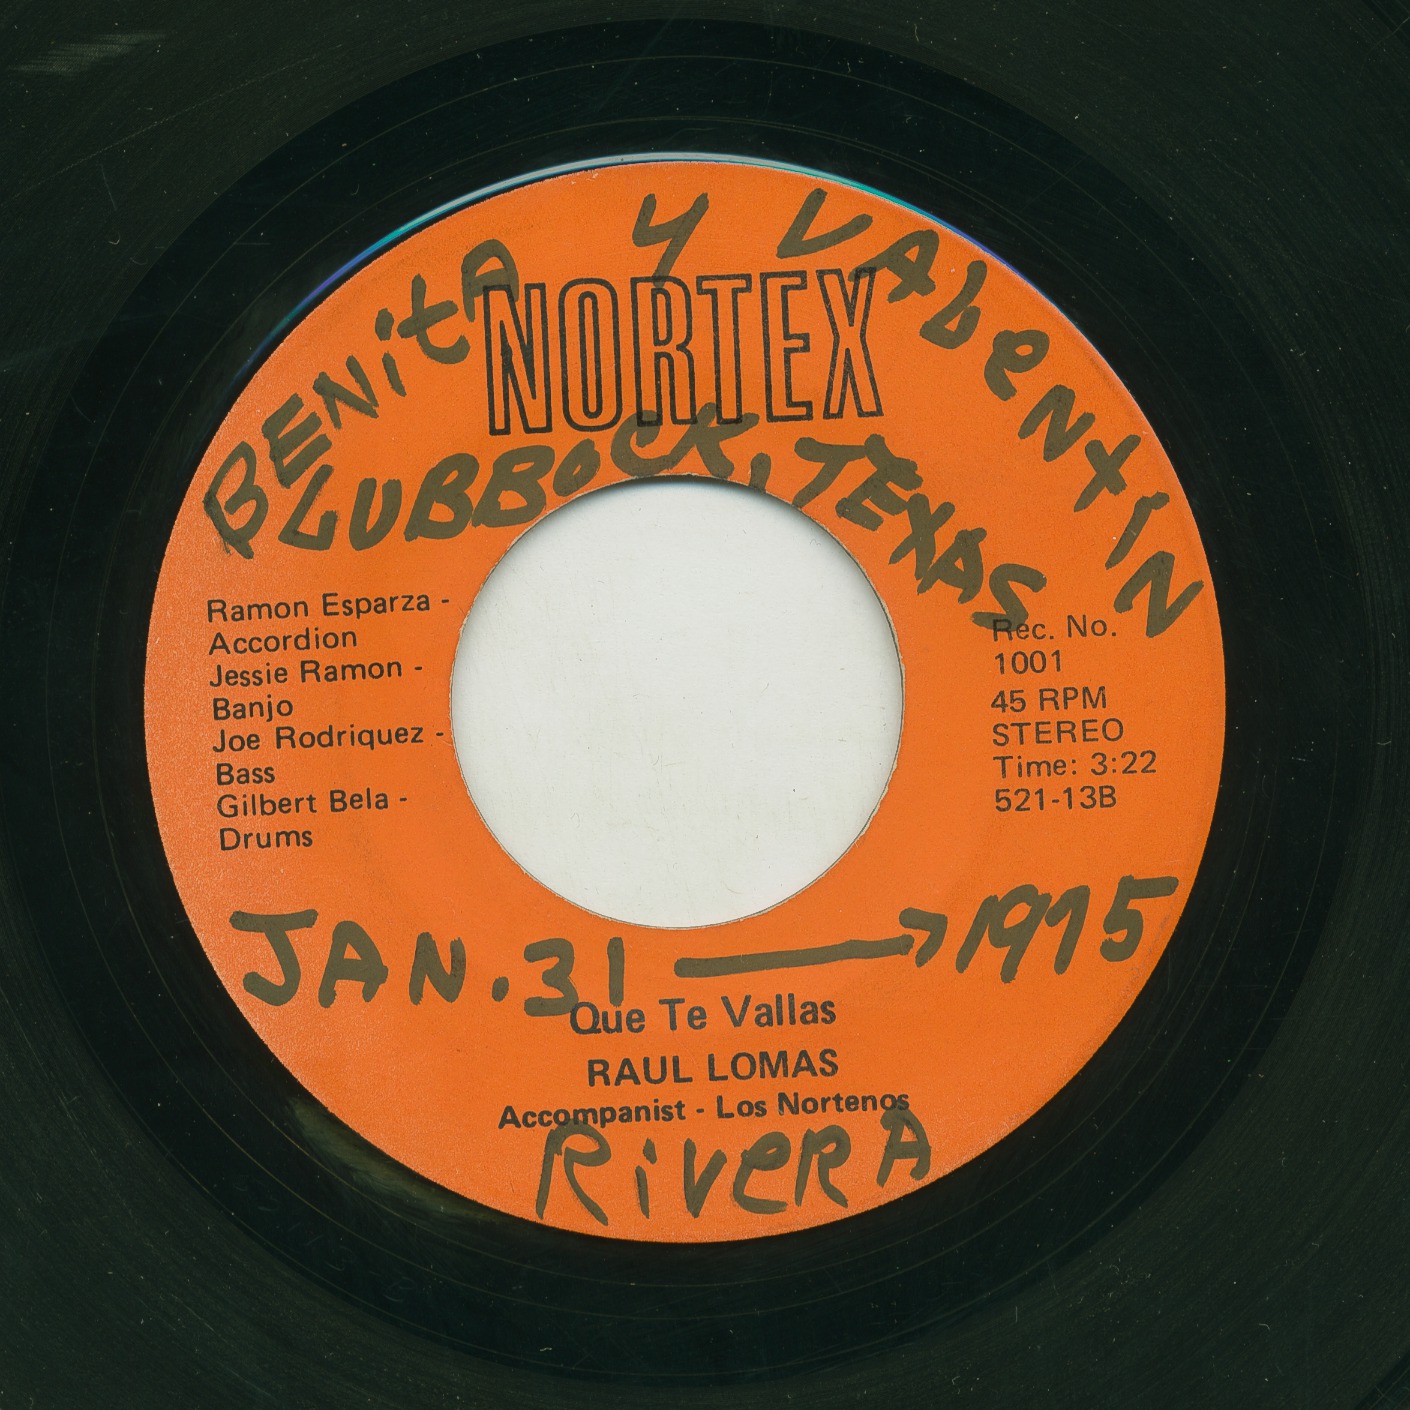 BENitA Y VALENtIN
NORTEX
LUBBOCK, TEXAS
Ramon Esparza -
Accordion
Jessie Ramon -
Banjo
Joe Rodriquez -
Bass
Gilbert Bela -
Drums
Rec. No.
1001
45 RPM
STEREO
Time: 3:22
521-13B
JAN. 31 → 1975
Que Te Vallas
RAUL LOMAS
Accompanist - Los Nortenos
RiVeRA